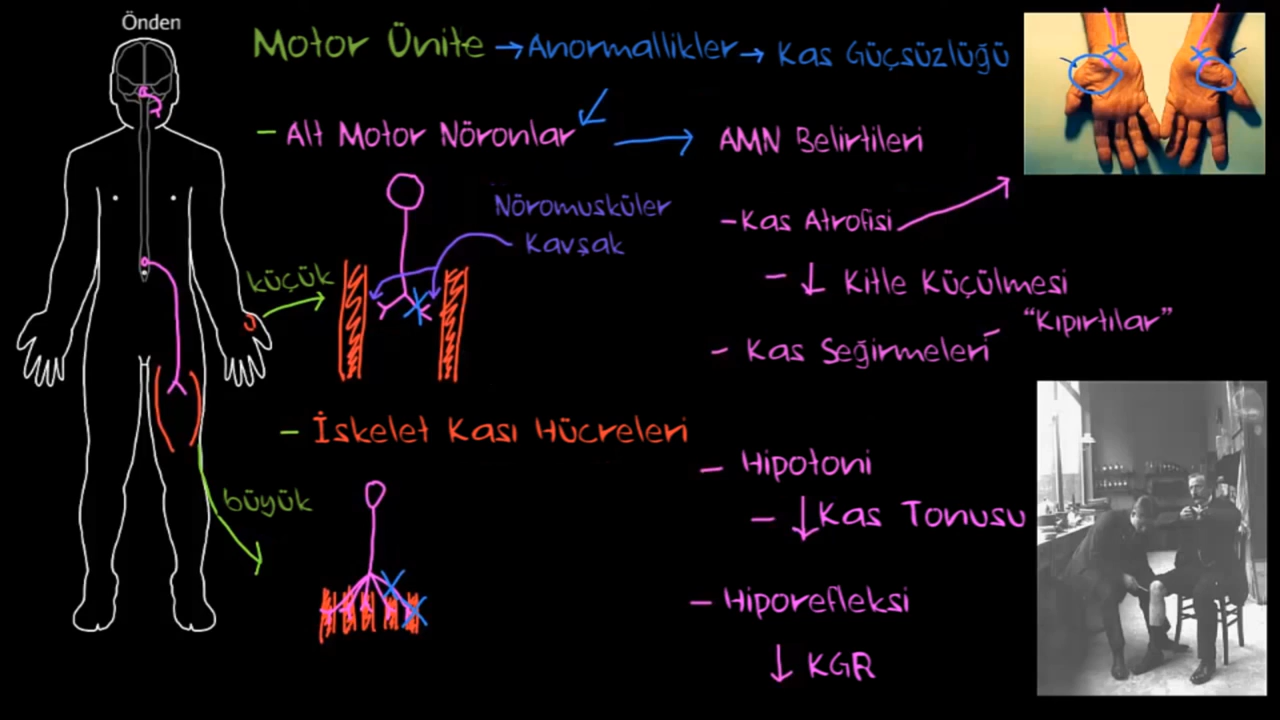 Önden
Motor Ünite → Anormallikler → Kas Güçsüzlüğü
- Alt Motor Nöronlar → AMN Belirtileri
Nöromusküler
Kavşak
- Kas Atrofisi
küçük
- ↓ Kitle Küçülmesi
- Kas Seğirmeleri - "Kıpırtılar"
- İskelet Kası Hücreleri
- Hipotoni
büyük
- ↓ Kas Tonusu
- Hiporefleksi
↓ KGR